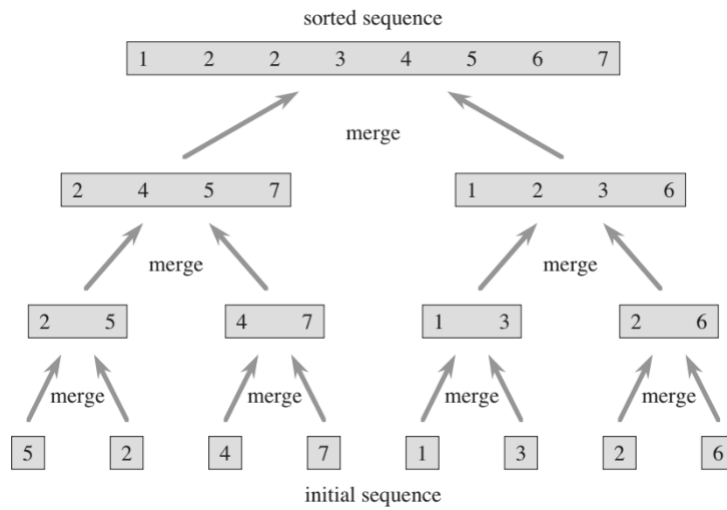 sorted sequence
1 2 2 3 4 5 6 7
merge
2 4 5 7 1 2 3 6
merge merge
2 5 4 7 1 3 2 6
merge merge merge merge
5 2 4 7 1 3 2 6
initial sequence